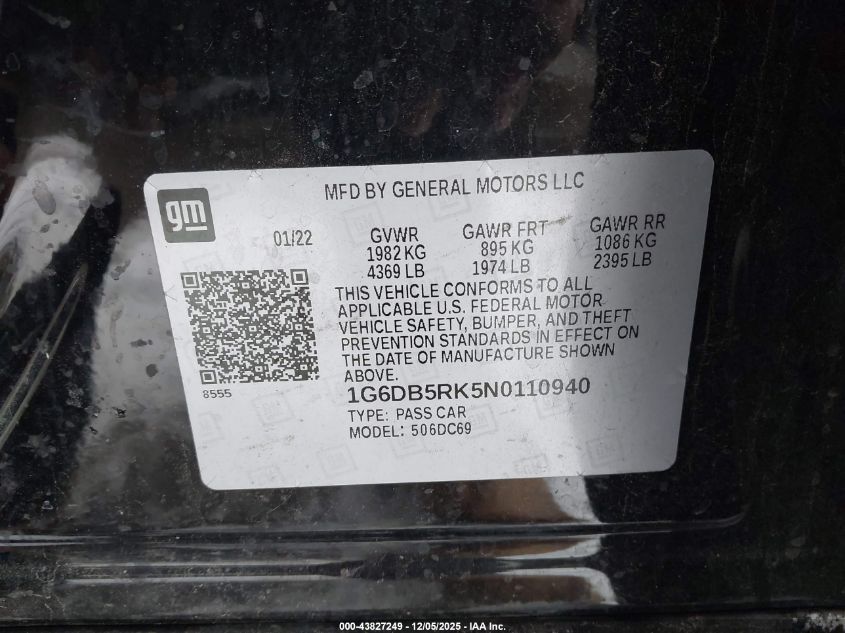 gm
MFD BY GENERAL MOTORS LLC
01/22
GVWR
1982 KG
4369 LB
GAWR FRT
895 KG
1974 LB
GAWR RR
1086 KG
2395 LB
THIS VEHICLE CONFORMS TO ALL
APPLICABLE U.S. FEDERAL MOTOR
VEHICLE SAFETY, BUMPER, AND THEFT
PREVENTION STANDARDS IN EFFECT ON
THE DATE OF MANUFACTURE SHOWN
ABOVE.
8555
1G6DB5RK5N0110940
TYPE: PASS CAR
MODEL: 506DC69
000-43827249 - 12/05/2025 - IAA Inc.